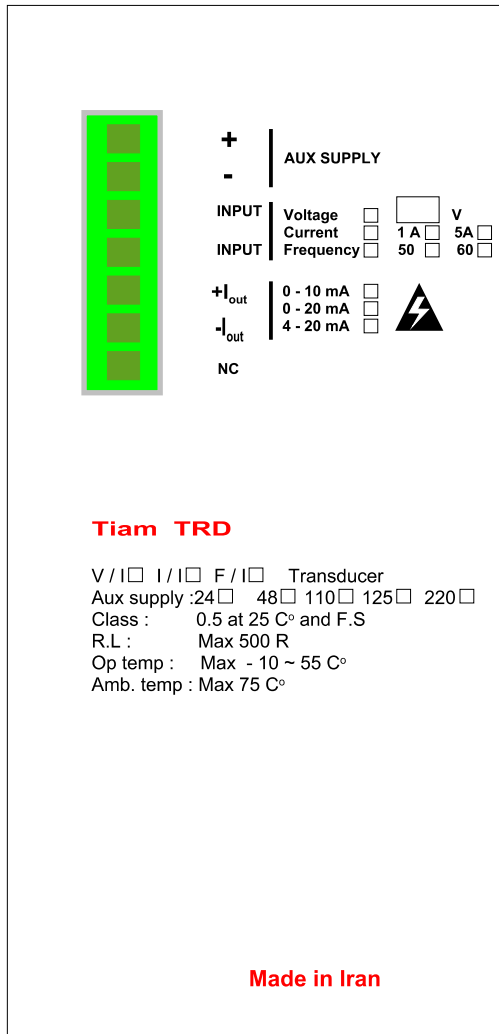 +
AUX SUPPLY
-
INPUT
Voltage □ □ V
Current □ 1 A □ 5A □
INPUT Frequency □ 50 □ 60 □
+Iout 0 - 10 mA □
0 - 20 mA □
-Iout 4 - 20 mA □
NC
Tiam TRD
V / I□ I / I□ F / I□ Transducer
Aux supply :24□ 48□ 110□ 125□ 220□
Class : 0.5 at 25 C° and F.S
R.L : Max 500 R
Op temp : Max - 10 ~ 55 C°
Amb. temp : Max 75 C°
Made in Iran